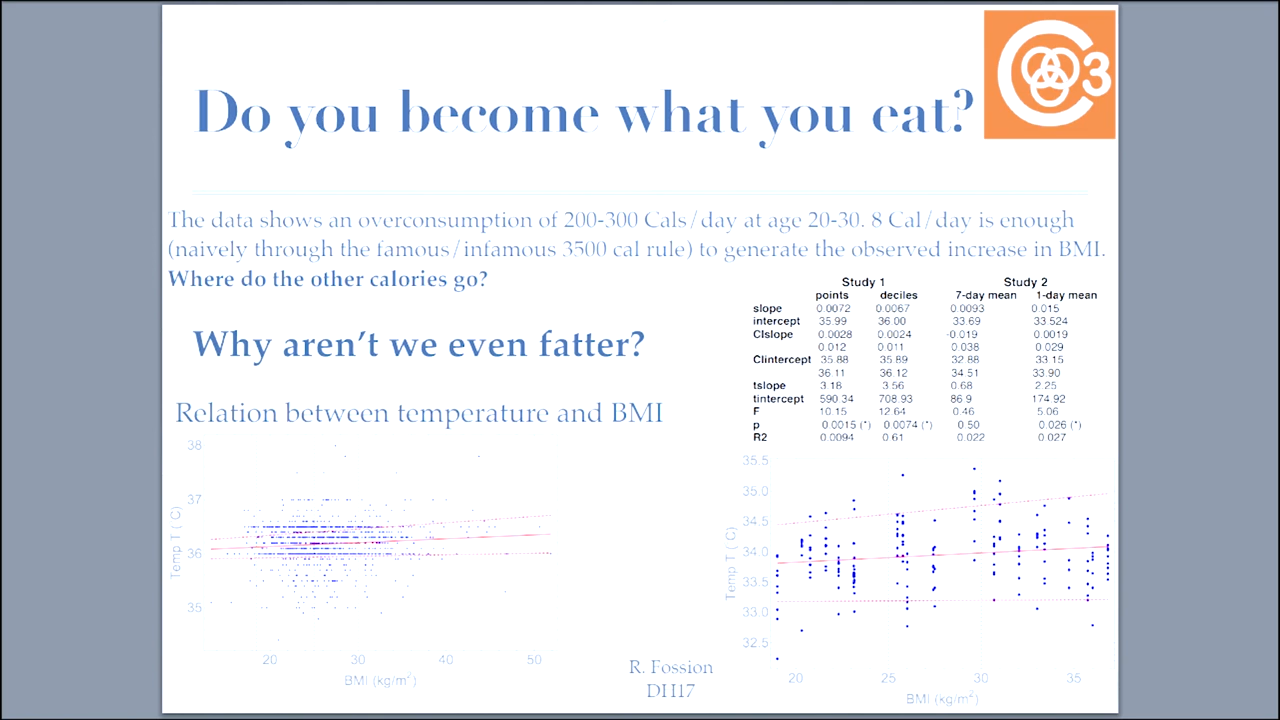 Do you become what you eat?
3
The data shows an overconsumption of 200-300 Cals/day at age 20-30. 8 Cal/day is enough
(naively through the famous/infamous 3500 cal rule) to generate the observed increase in BMI.
Where do the other calories go?
Why aren't we even fatter?
Relation between temperature and BMI
Study 1 Study 2
points deciles 7-day mean 1-day mean
slope 0.0072 0.0067 0.0093 0.015
intercept 35.99 36.00 33.69 33.524
CIslope 0.0028 0.0024 -0.019 0.0019
0.012 0.011 0.038 0.029
CIintercept 35.88 35.89 32.88 33.15
36.11 36.12 34.51 33.90
tslope 3.18 3.56 0.68 2.25
tintercept 590.34 708.93 86.9 174.92
F 10.15 12.64 0.46 5.06
p 0.0015 (*) 0.0074 (*) 0.50 0.026 (*)
R2 0.0094 0.61 0.022 0.027
38
37
36
35
Temp T (C)
20 30 40 50
BMI (kg/m²)
35.5
35.0
34.5
34.0
33.5
33.0
32.5
Temp T (C)
20 25 30 35
BMI (kg/m²)
R. Fossion
DH17